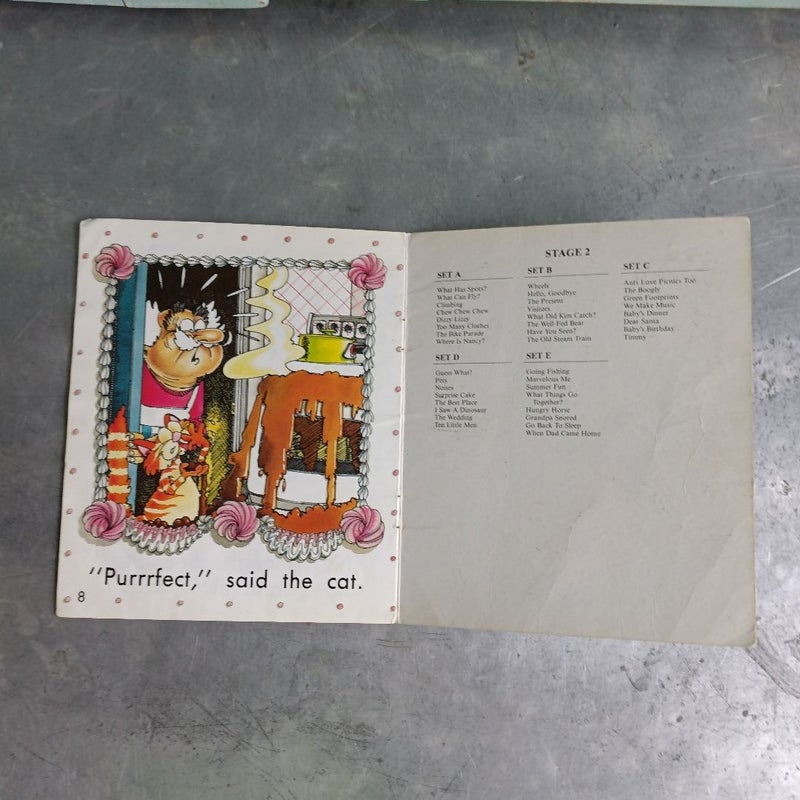 "Purrrfect," said the cat.
8
STAGE 2
SET A
What Has Spots?
What Can Fly?
Climbing
Chew Chew Chew
Dizzy Lizzy
Too Many Clothes
The Bike Parade
Where Is Nancy?
SET B
Wheels
Hello, Goodbye
The Present
Visitors
What Did Kim Catch?
The Well-Fed Bear
Have You Seen?
The Old Steam Train
SET C
Ants Love Picnics Too
The Boogly
Green Footprints
We Make Music
Baby's Dinner
Dear Santa
Baby's Birthday
Timmy
SET D
Guess What?
Pets
Noises
Surprise Cake
The Best Place
I Saw A Dinosaur
The Wedding
Ten Little Men
SET E
Going Fishing
Marvelous Me
Summer Fun
What Things Go
Together?
Hungry Horse
Grandpa Snored
Go Back To Sleep
When Dad Came Home